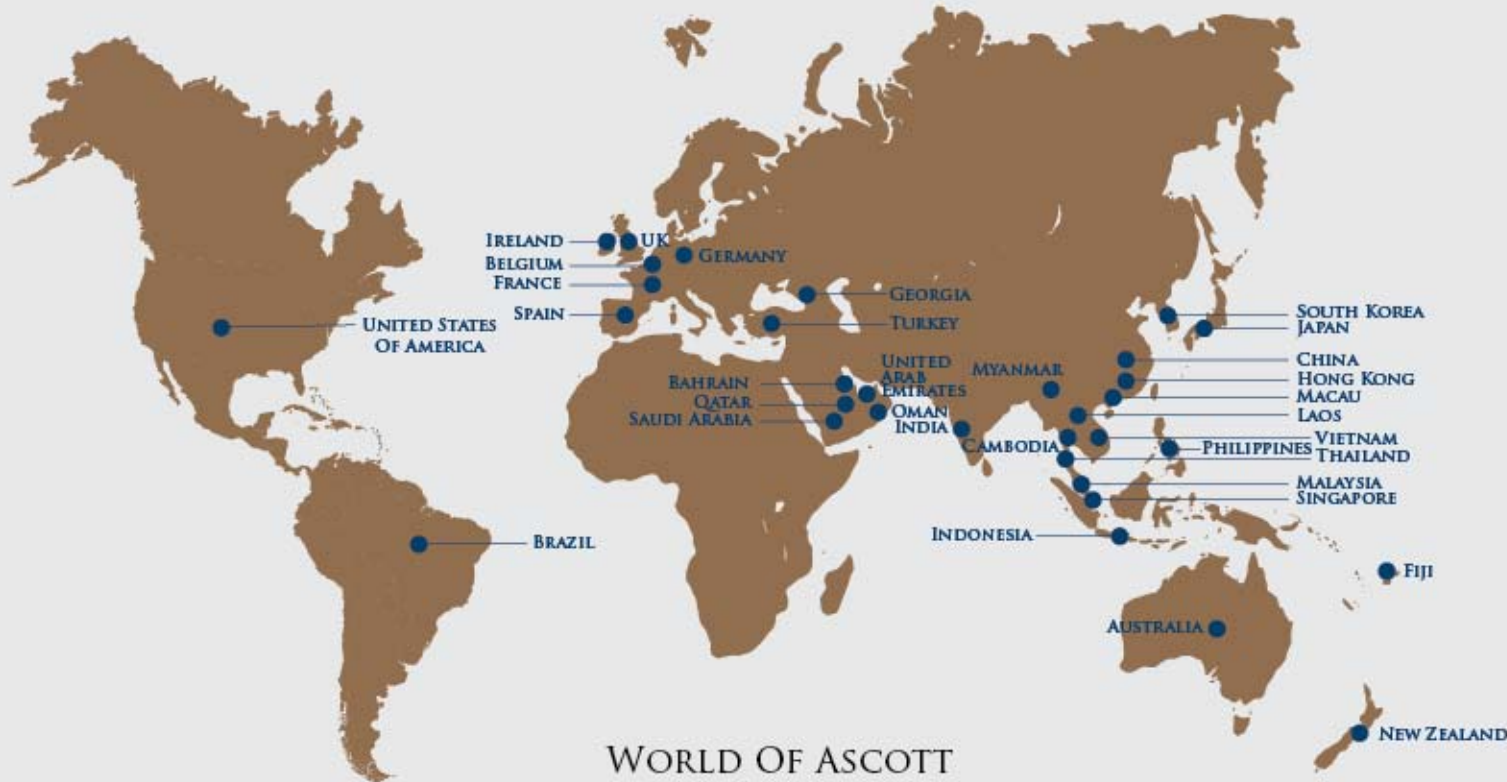 IRELAND
UK
BELGIUM
GERMANY
FRANCE
GEORGIA
SPAIN
TURKEY
SOUTH KOREA
JAPAN
UNITED STATES
OF AMERICA
CHINA
UNITED
ARAB
EMIRATES
MYANMAR
HONG KONG
BAHRAIN
MACAU
QATAR
OMAN
LAOS
SAUDI ARABIA
INDIA
VIETNAM
CAMBODIA
PHILIPPINES
THAILAND
MALAYSIA
SINGAPORE
INDONESIA
BRAZIL
FIJI
AUSTRALIA
NEW ZEALAND
WORLD OF ASCOTT